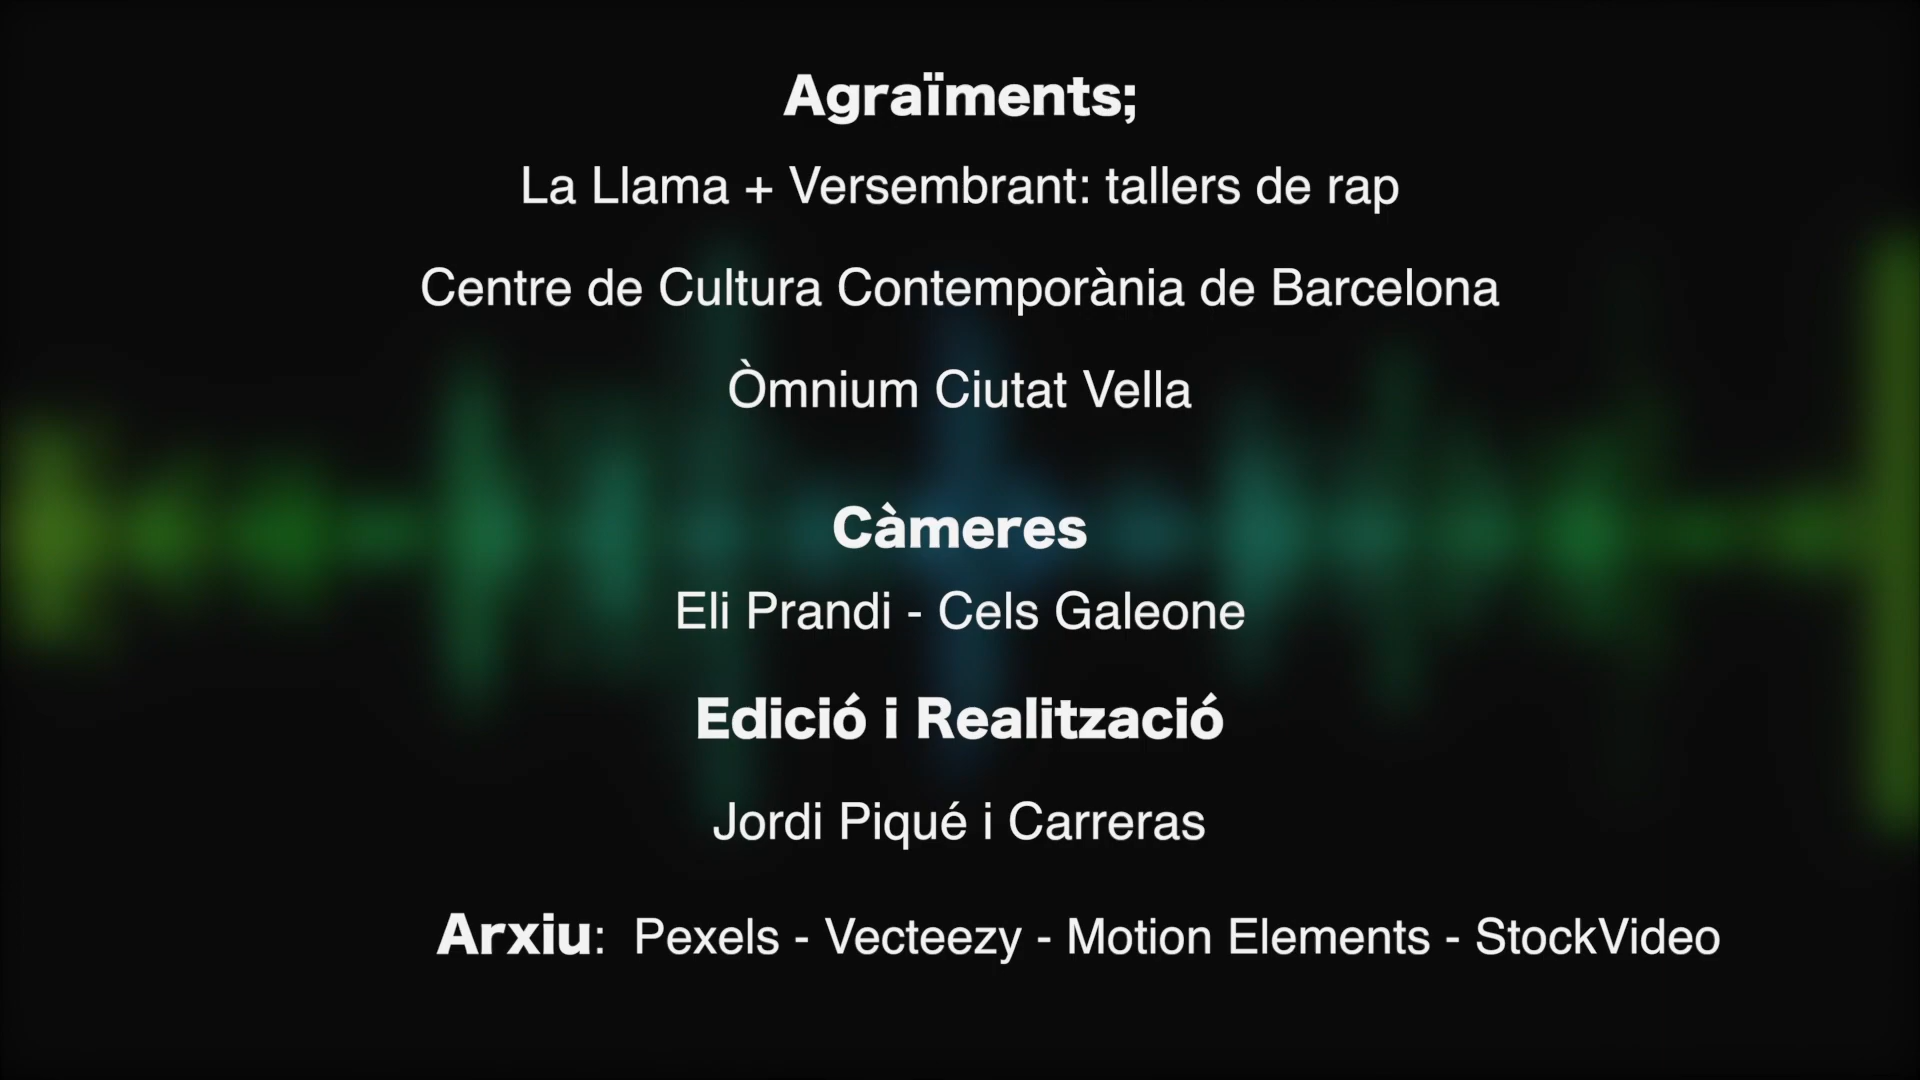 Agraïments;
La Llama + Versembrant: tallers de rap
Centre de Cultura Contemporània de Barcelona
Òmnium Ciutat Vella
Càmeres
Eli Prandi - Cels Galeone
Edició i Realització
Jordi Piqué i Carreras
Arxiu: Pexels - Vecteezy - Motion Elements - StockVideo